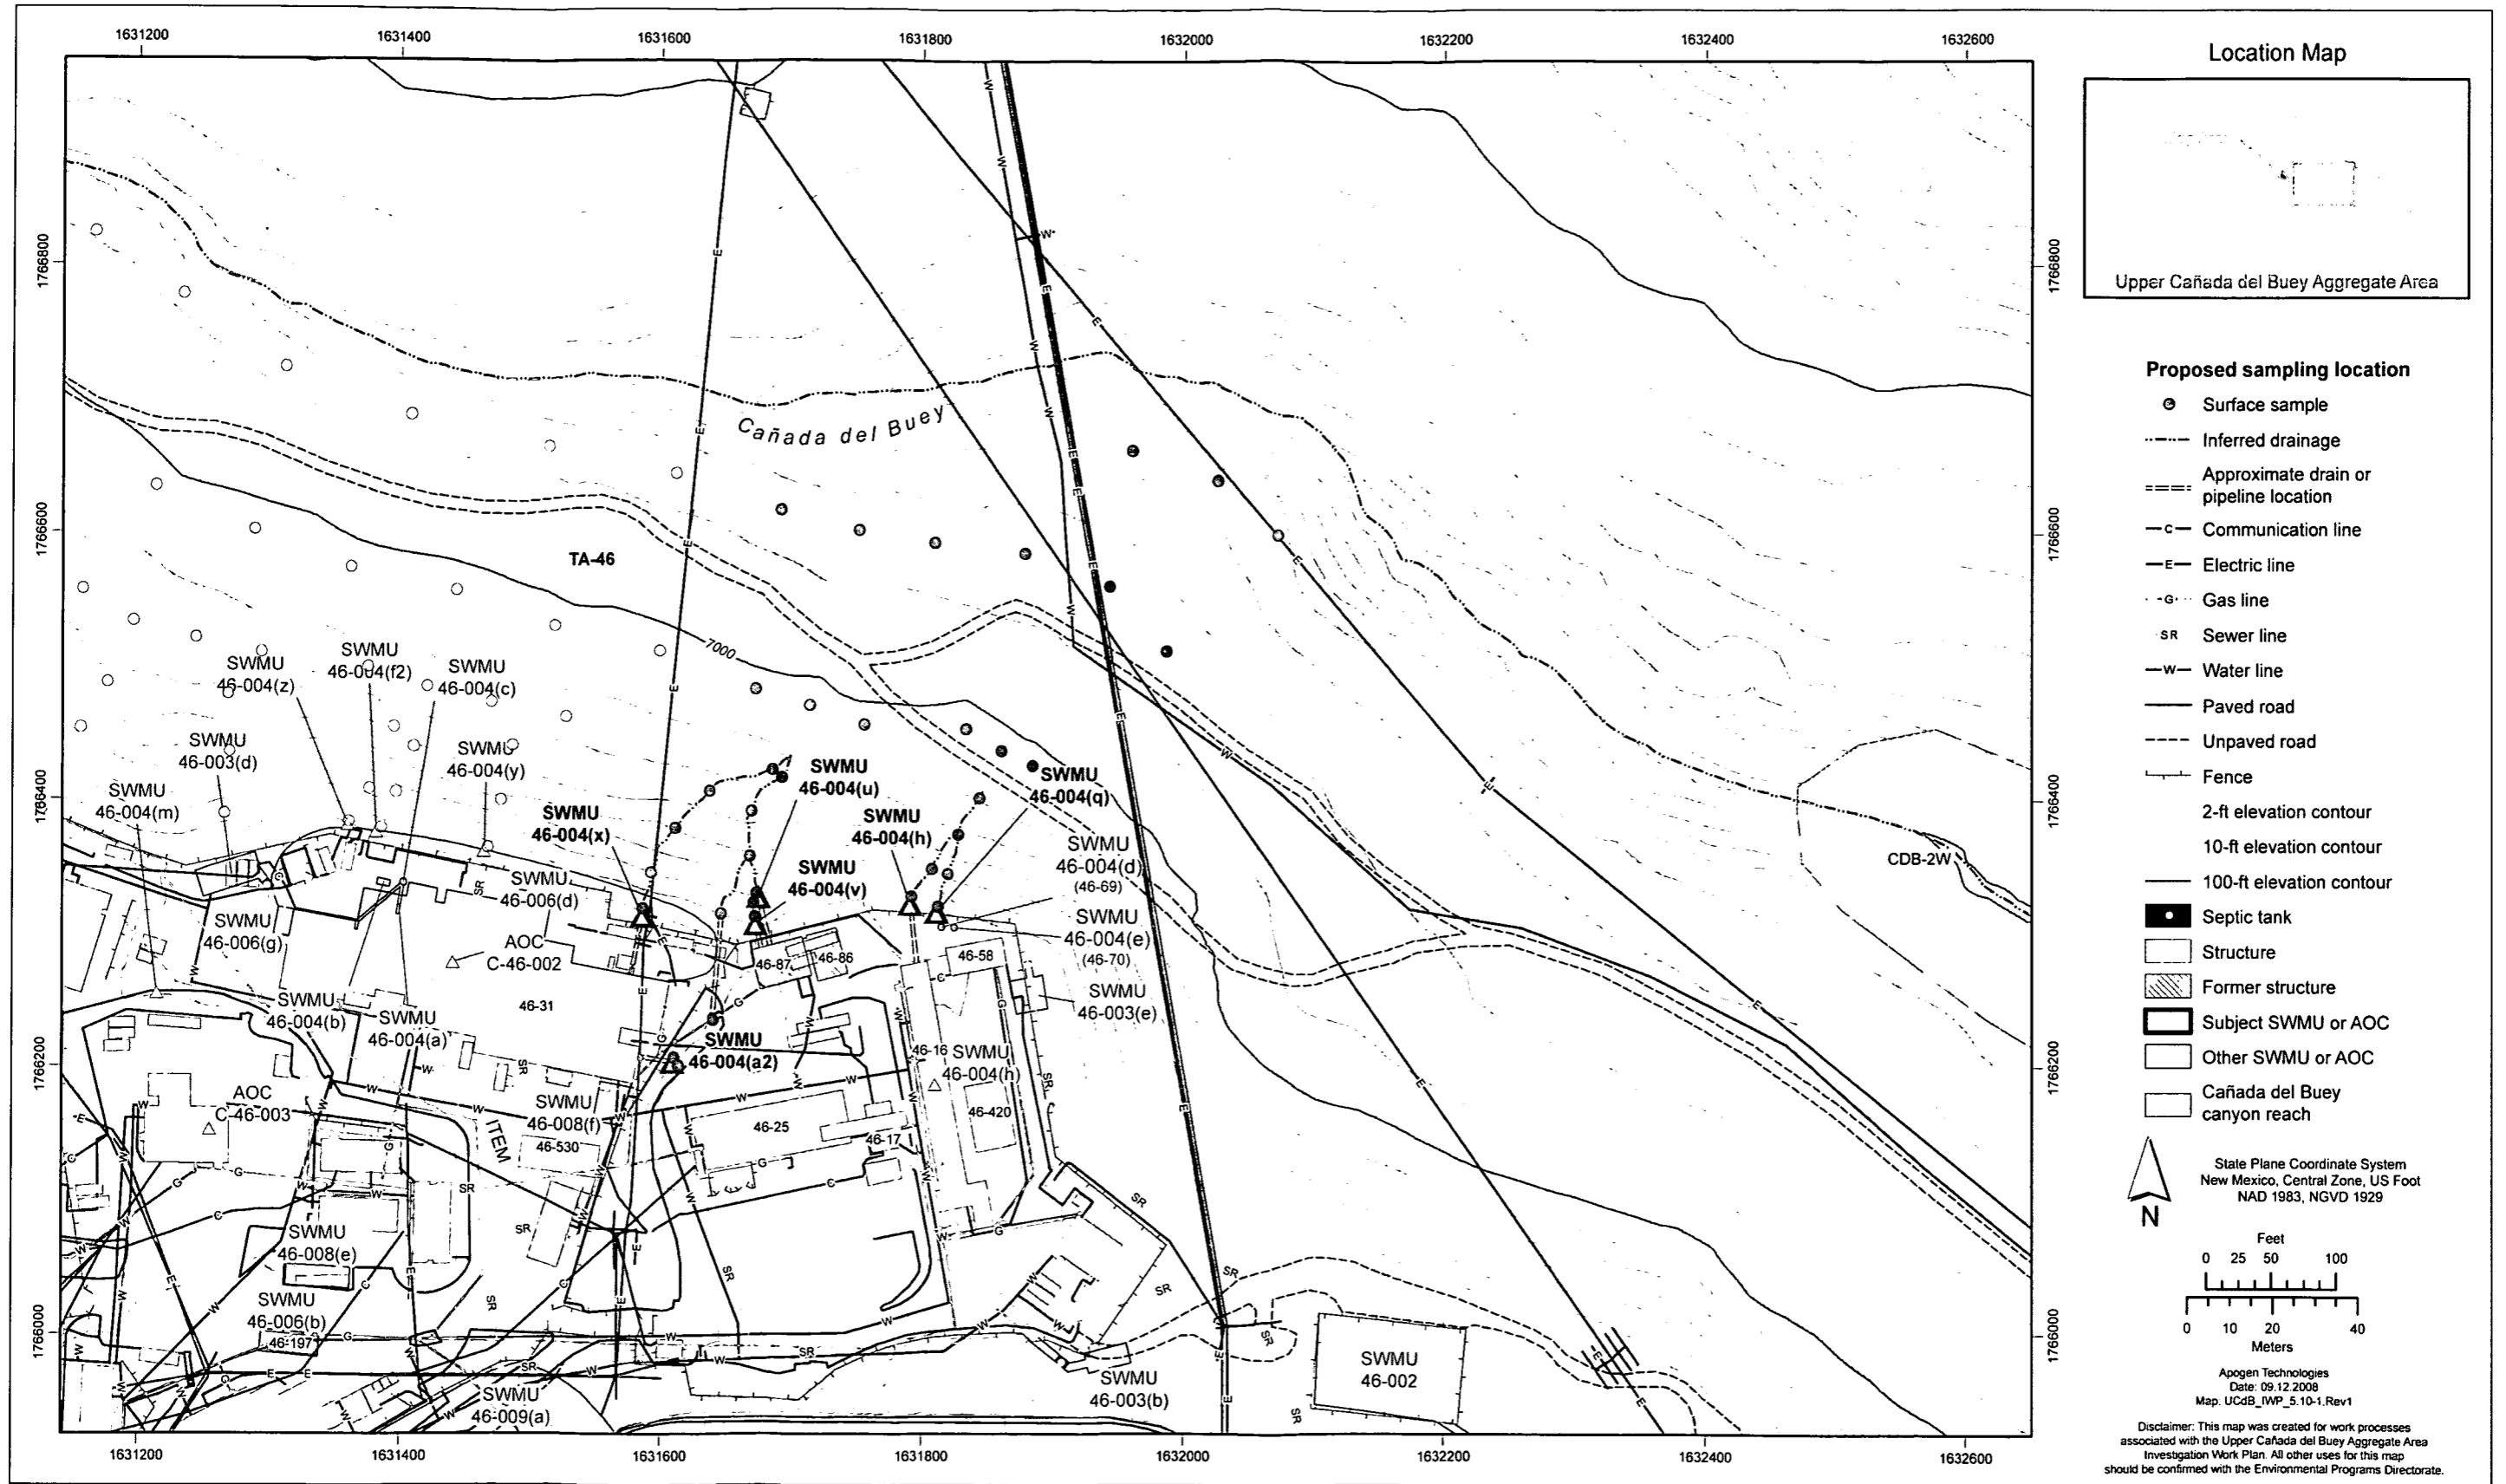 1631200
1631400
1631600
1631800
1632000
1632200
1632400
1632600
Location Map
Upper Cañada del Buey Aggregate Area
1766800
1766600
1766400
1766200
1766000
1766800
1766600
1766400
1766200
1766000
Cañada del Buey
TA-46
7000
CDB-2W
SWMU
46-004(z)
SWMU
46-004(f2)
SWMU
46-004(c)
SWMU
46-003(d)
SWMU
46-004(y)
SWMU
46-004(m)
SWMU
46-004(x)
SWMU
46-004(u)
SWMU
46-004(v)
SWMU
46-004(h)
SWMU
46-004(q)
SWMU
46-004(d)
(46-69)
SWMU
46-004(e)
(46-70)
SWMU
46-003(e)
SWMU
46-006(d)
SWMU
46-006(g)
AOC
C-46-002
46-31
46-87
46-86
46-58
SWMU
46-004(b)
SWMU
46-004(a)
SWMU
46-004(a2)
46-16
SWMU
46-004(h)
46-420
AOC
C-46-003
SWMU
46-008(f)
46-530
ITEM
46-25
46-17
SWMU
46-008(e)
SWMU
46-006(b)
46-197
SWMU
46-009(a)
SWMU
46-003(b)
SWMU
46-002
1631200
1631400
1631600
1631800
1632000
1632200
1632400
1632600
Proposed sampling location
Surface sample
Inferred drainage
Approximate drain or
pipeline location
C Communication line
E Electric line
G Gas line
SR Sewer line
W Water line
Paved road
Unpaved road
Fence
2-ft elevation contour
10-ft elevation contour
100-ft elevation contour
Septic tank
Structure
Former structure
Subject SWMU or AOC
Other SWMU or AOC
Cañada del Buey
canyon reach
N
State Plane Coordinate System
New Mexico, Central Zone, US Foot
NAD 1983, NGVD 1929
Feet
0 25 50 100
0 10 20 40
Meters
Apogen Technologies
Date: 09.12.2008
Map: UCdB_IWP_5.10-1.Rev1
Disclaimer: This map was created for work processes
associated with the Upper Cañada del Buey Aggregate Area
Investigation Work Plan. All other uses for this map
should be confirmed with the Environmental Programs Directorate.